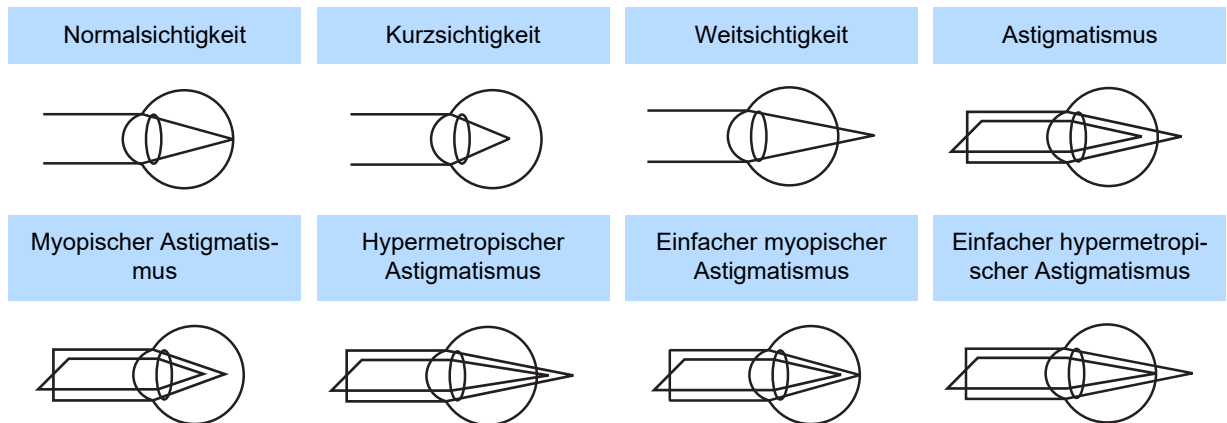 Normalsichtigkeit
Kurzsichtigkeit
Weitsichtigkeit
Astigmatismus
Myopischer Astigmatis-
mus
Hypermetropischer
Astigmatismus
Einfacher myopischer
Astigmatismus
Einfacher hypermetropi-
scher Astigmatismus